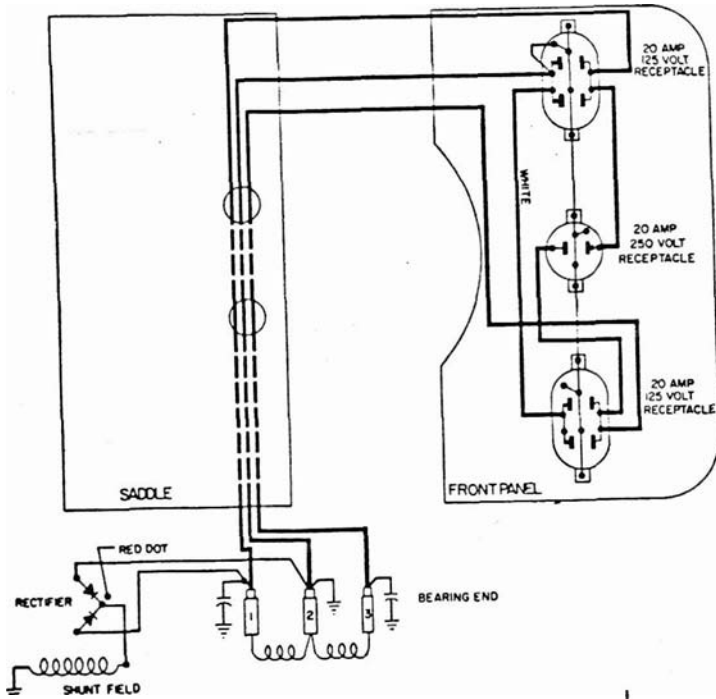 20 AMP
125 VOLT
RECEPTACLE
WHITE
20 AMP
250 VOLT
RECEPTACLE
20 AMP
125 VOLT
RECEPTACLE
SADDLE
FRONT PANEL
RED DOT
RECTIFIER
BEARING END
1
2
3
SHUNT FIELD